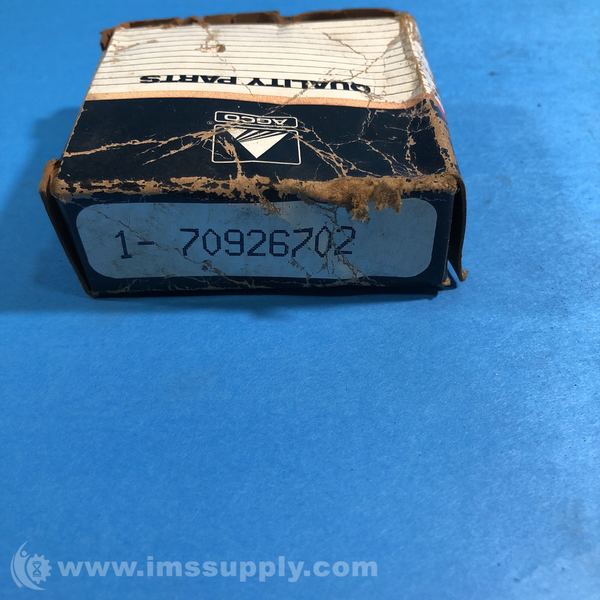 QUALITY PARTS
AGCO
®
1- 70926702
www.imssupply.com